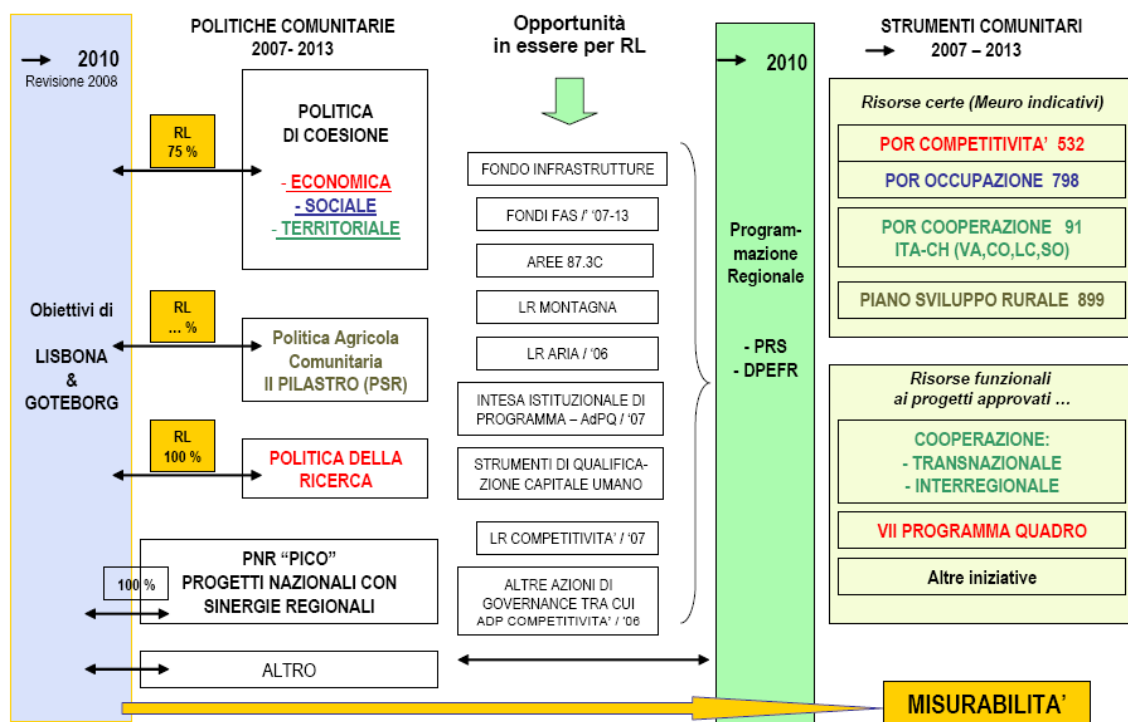 → 2010
Revisione 2008
Obiettivi di
LISBONA
&
GOTEBORG
POLITICHE COMUNITARIE
2007- 2013
RL
75 %
POLITICA
DI COESIONE
- ECONOMICA
- SOCIALE
- TERRITORIALE
RL
... %
Politica Agricola
Comunitaria
II PILASTRO (PSR)
RL
100 %
POLITICA DELLA
RICERCA
100 %
PNR “PICO”
PROGETTI NAZIONALI CON
SINERGIE REGIONALI
ALTRO
Opportunità
in essere per RL
FONDO INFRASTRUTTURE
FONDI FAS /’ ‘07-13
AREE 87.3C
LR MONTAGNA
LR ARIA / ‘06
INTESA ISTITUZIONALE DI
PROGRAMMA – AdPQ / ‘07
STRUMENTI DI QUALIFICA-
ZIONE CAPITALE UMANO
LR COMPETITIVITA’ / ‘07
ALTRE AZIONI DI
GOVERNANCE TRA CUI
ADP COMPETITIVITA’ / ‘06
→ 2010
Program-
mazione
Regionale
- PRS
- DPEFR
STRUMENTI COMUNITARI
→ 2007 – 2013
Risorse certe (Meuro indicativi)
POR COMPETITIVITA’ 532
POR OCCUPAZIONE 798
POR COOPERAZIONE 91
ITA-CH (VA,CO,LC,SO)
PIANO SVILUPPO RURALE 899
Risorse funzionali
ai progetti approvati ...
COOPERAZIONE:
- TRANSNAZIONALE
- INTERREGIONALE
VII PROGRAMMA QUADRO
Altre iniziative
MISURABILITA’